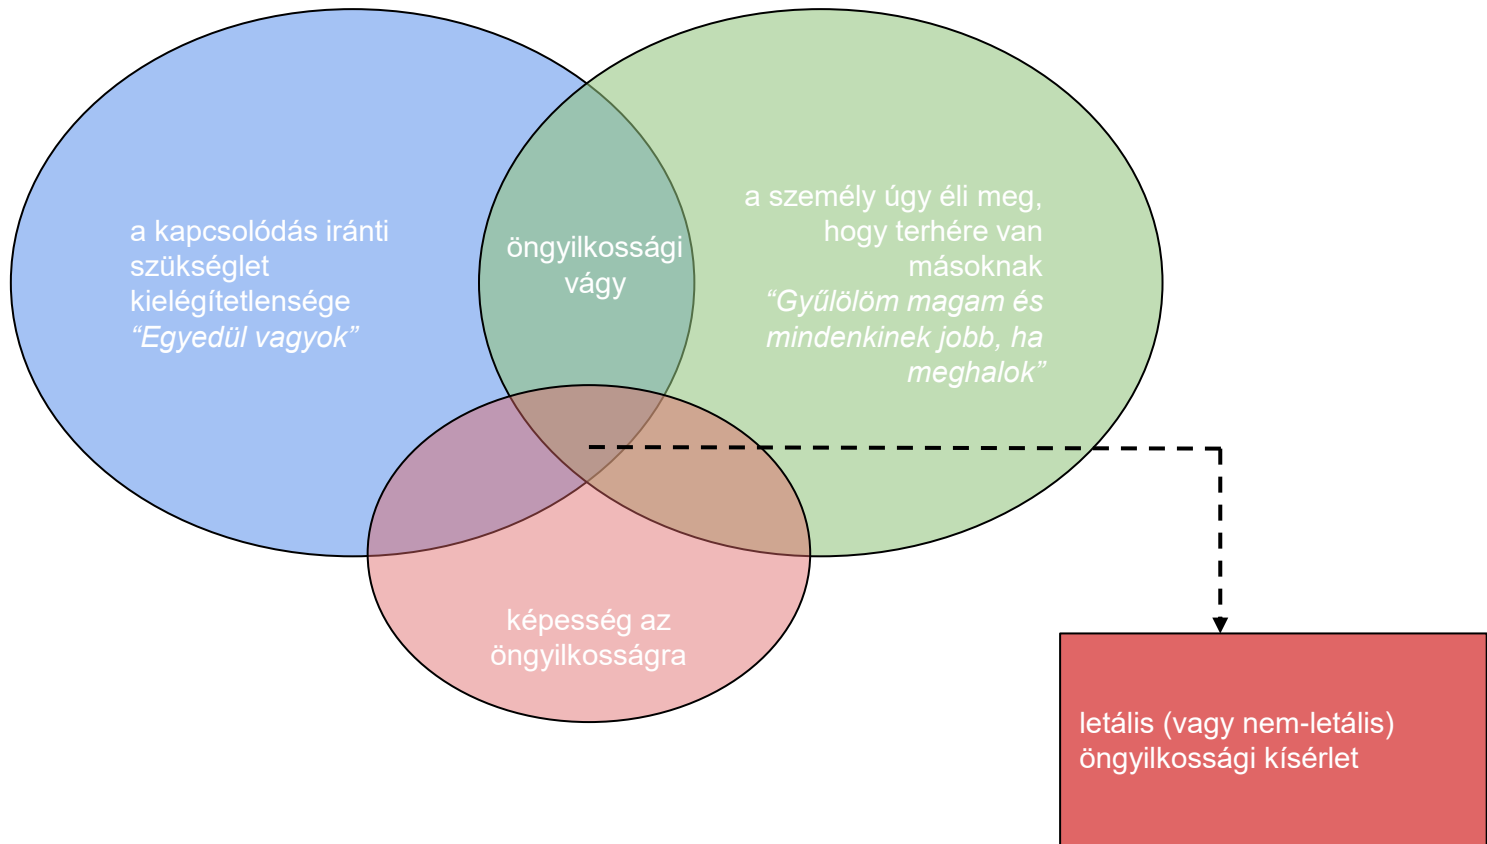 a kapcsolódás iránti
szükséglet
kielégítetlensége
“Egyedül vagyok”
öngyilkossági
vágy
a személy úgy éli meg,
hogy terhére van
másoknak
“Gyűlölöm magam és
mindenkinek jobb, ha
meghalok”
képesség az
öngyilkosságra
letális (vagy nem-letális)
öngyilkossági kísérlet